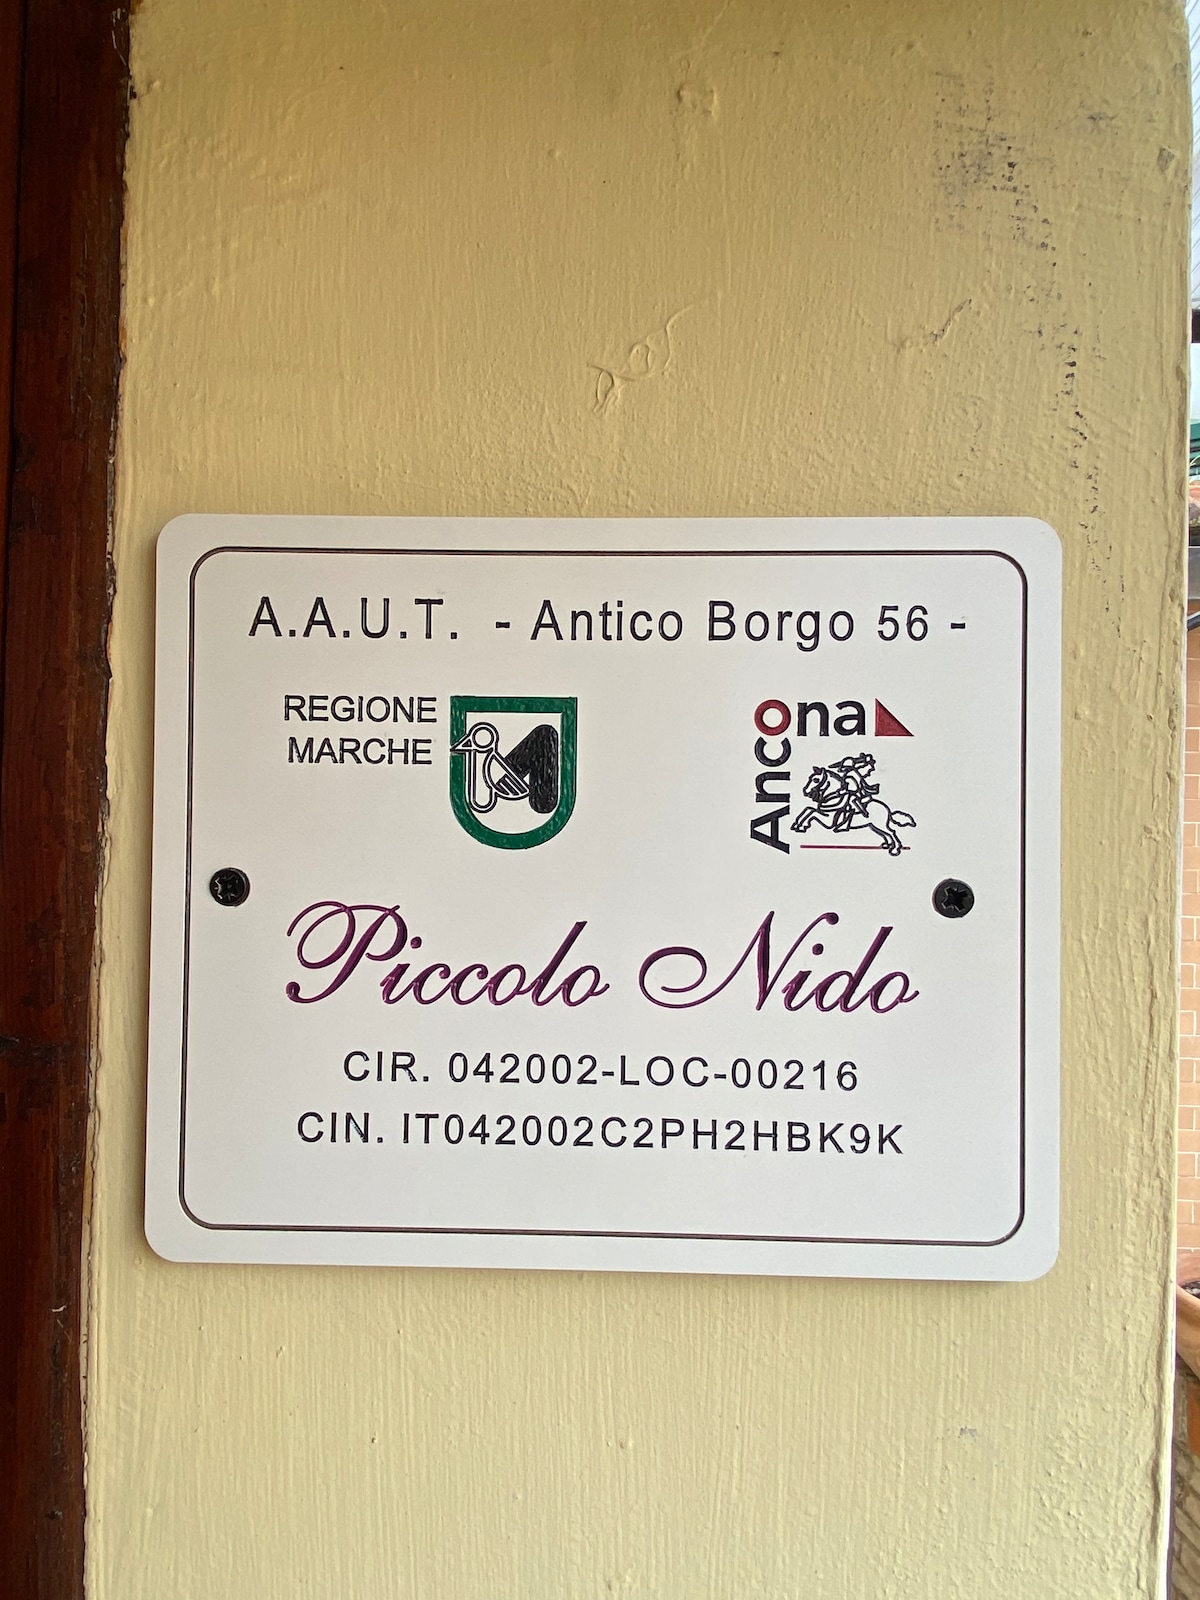 A.A.U.T. - Antico Borgo 56 -
REGIONE
MARCHE
Ancona
Piccolo Nido
CIR. 042002-LOC-00216
CIN. IT042002C2PH2HBK9K